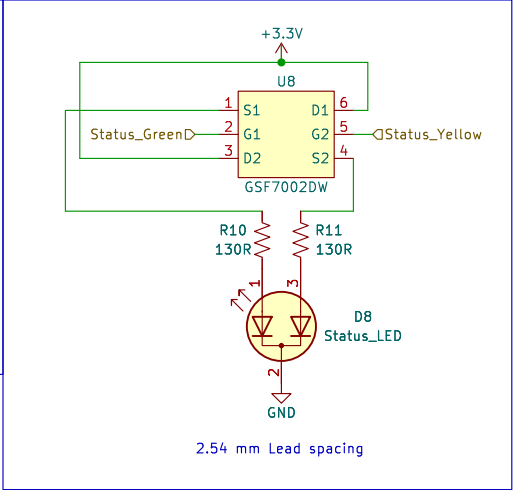 +3.3V
U8
1 S1 D1 6
Status_Green 2 G1 G2 5 Status_Yellow
3 D2 S2 4
GSF7002DW
R10 R11
130R 130R
1 3
D8
Status_LED
2
GND
2.54 mm Lead spacing